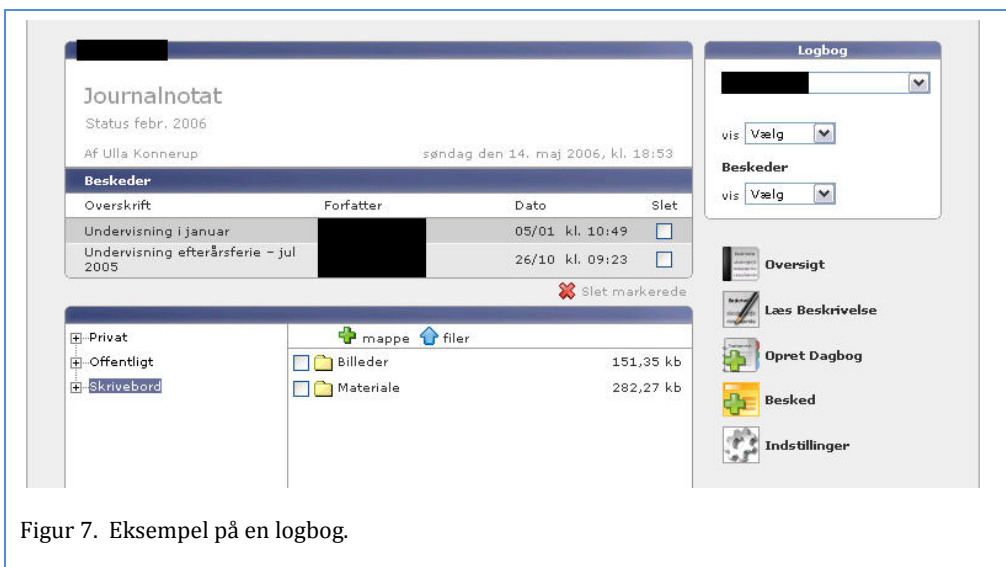 Journalnotat
Status febr. 2006
Af Ulla Konnerup søndag den 14. maj 2006, kl. 18:53
Beskeder
Overskrift Forfatter Dato Slet
Undervisning i januar 05/01 kl. 10:49
Undervisning efterårsferie – jul
2005 26/10 kl. 09:23
Slet markerede
mappe filer
Privat
Offentligt
Skrivebord
Billeder 151,35 kb
Materiale 282,27 kb
Logbog
vis Vælg
Beskeder
vis Vælg
Oversigt
Læs Beskrivelse
Opret Dagbog
Besked
Indstillinger
Figur 7. Eksempel på en logbog.